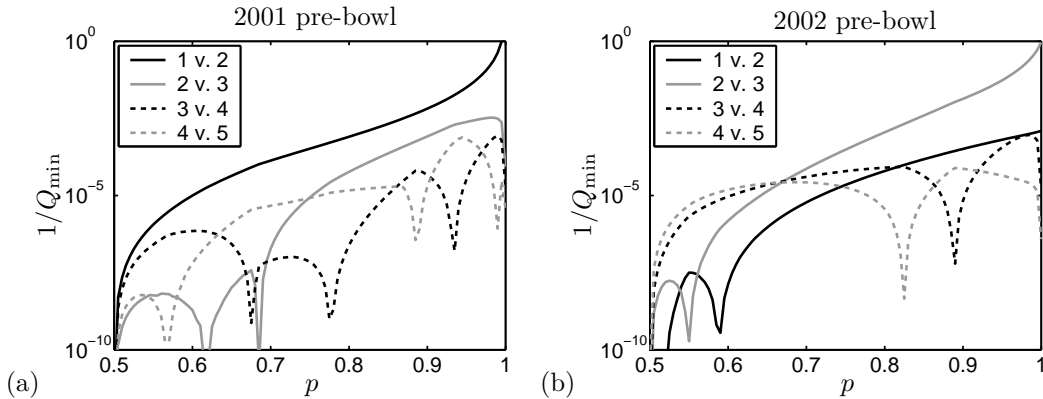 2001 pre-bowl
10^0
10^−5
10^−10
1/Q_min
1 v. 2
2 v. 3
3 v. 4
4 v. 5
0.5 0.6 0.7 0.8 0.9 1
p
(a)
2002 pre-bowl
10^0
10^−5
10^−10
1/Q_min
1 v. 2
2 v. 3
3 v. 4
4 v. 5
0.5 0.6 0.7 0.8 0.9 1
p
(b)